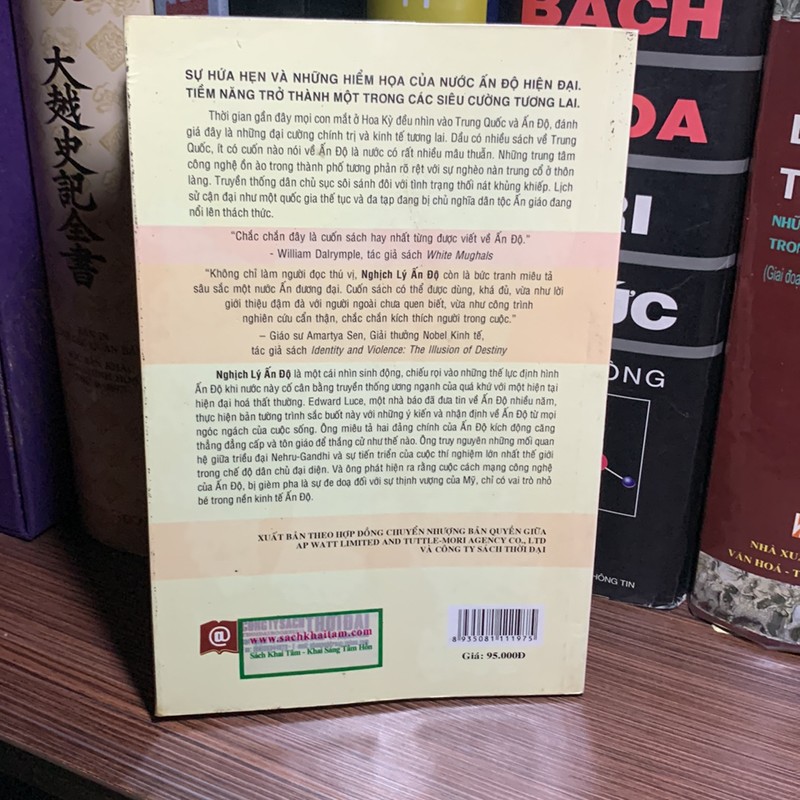 SỰ HỨA HẸN VÀ NHỮNG HIỂM HỌA CỦA NƯỚC ẤN ĐỘ HIỆN ĐẠI.
TIỀM NĂNG TRỞ THÀNH MỘT TRONG CÁC SIÊU CƯỜNG TƯƠNG LAI.
Thời gian gần đây mọi con mắt ở Hoa Kỳ đều nhìn vào Trung Quốc và Ấn Độ, đánh
giá đây là những đại cường chính trị và kinh tế tương lai. Dầu có nhiều sách về Trung
Quốc, ít có cuốn nào nói về Ấn Độ là nước có rất nhiều mâu thuẫn. Những trung tâm
công nghệ ồn ào trong thành phố tương phản rõ rệt với sự nghèo nàn trung cổ ở thôn
làng. Truyền thống dân chủ sục sôi sánh đôi với tình trạng thối nát khủng khiếp. Lịch
sử cận đại như một quốc gia thế tục và đa tạp đang bị chủ nghĩa dân tộc Ấn giáo đang
nổi lên thách thức.
"Chắc chắn đây là cuốn sách hay nhất từng được viết về Ấn Độ."
- William Dalrymple, tác giả sách White Mughals
"Không chỉ làm người đọc thú vị, Nghịch Lý Ấn Độ còn là bức tranh miêu tả
sâu sắc một nước Ấn đương đại. Cuốn sách có thể được dùng, khá đủ, vừa như lời
giới thiệu đậm đà với người ngoài chưa quen biết, vừa như công trình
nghiên cứu cẩn thận, chắc chắn kích thích người trong cuộc."
– Giáo sư Amartya Sen, Giải thưởng Nobel Kinh tế,
tác giả sách Identity and Violence: The Illusion of Destiny
Nghịch Lý Ấn Độ là một cái nhìn sinh động, chiếu rọi vào những thế lực định hình
Ấn Độ khi nước này cố cân bằng truyền thống ương ngạnh của quá khứ với một hiện tại
hiện đại hoá thất thường. Edward Luce, một nhà báo đã đưa tin về Ấn Độ nhiều năm,
thực hiện bản tường trình sắc buốt này với những ý kiến và nhận định về Ấn Độ từ mọi
ngóc ngách của cuộc sống. Ông miêu tả hai đảng chính của Ấn Độ kích động căng
thẳng đẳng cấp và tôn giáo để thắng cử như thế nào. Ông truy nguyên những mối quan
hệ giữa triều đại Nehru-Gandhi và sự tiến triển của cuộc thí nghiệm lớn nhất thế giới
trong chế độ dân chủ đại diện. Và ông phát hiện ra rằng cuộc cách mạng công nghệ
của Ấn Độ, bị gièm pha là sự đe doạ đối với sự thịnh vượng của Mỹ, chỉ có vai trò nhỏ
bé trong nền kinh tế Ấn Độ.
XUẤT BẢN THEO HỢP ĐỒNG CHUYỂN NHƯỢNG BẢN QUYỀN GIỮA
AP WATT LIMITED AND TUTTLE-MORI AGENCY CO., LTD
VÀ CÔNG TY SÁCH THỜI ĐẠI
www.sachkhaitam.com
Sách Khai Tâm - Khai Sáng Tâm Hồn
8 935081 111975
Giá: 95.000Đ
大越史記全書
BÁCH
ÔNG
HÔNG TIN
NHỮ
TRON
(Giai đoạ
NHÀ XU
VĂN HOÁ - T